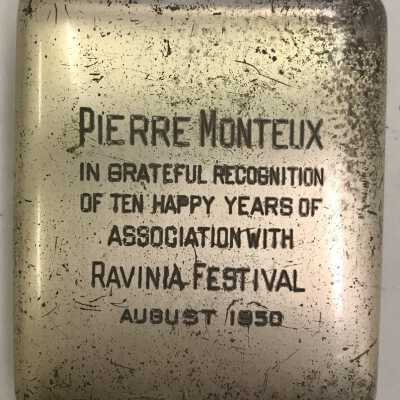 PIERRE MONTEUX
IN GRATEFUL RECOGNITION
OF TEN HAPPY YEARS OF
ASSOCIATION WITH
RAVINIA FESTIVAL
AUGUST 1950